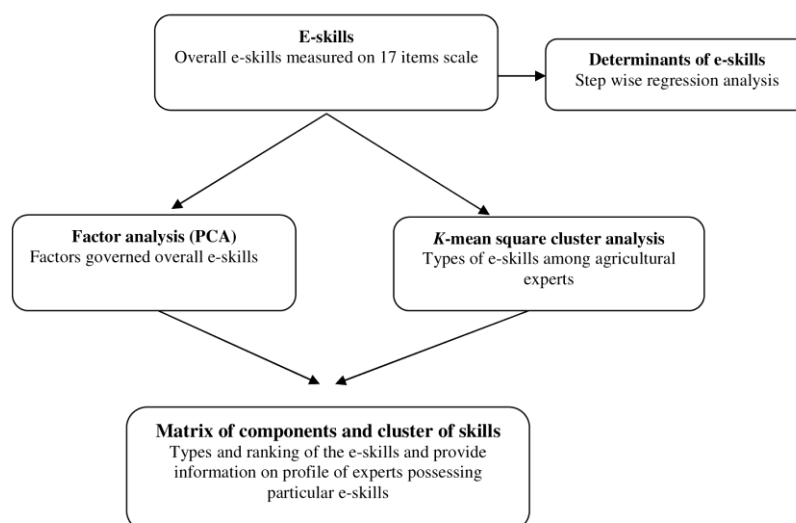 E-skills
Overall e-skills measured on 17 items scale
Determinants of e-skills
Step wise regression analysis
Factor analysis (PCA)
Factors governed overall e-skills
K-mean square cluster analysis
Types of e-skills among agricultural
experts
Matrix of components and cluster of skills
Types and ranking of the e-skills and provide
information on profile of experts possessing
particular e-skills